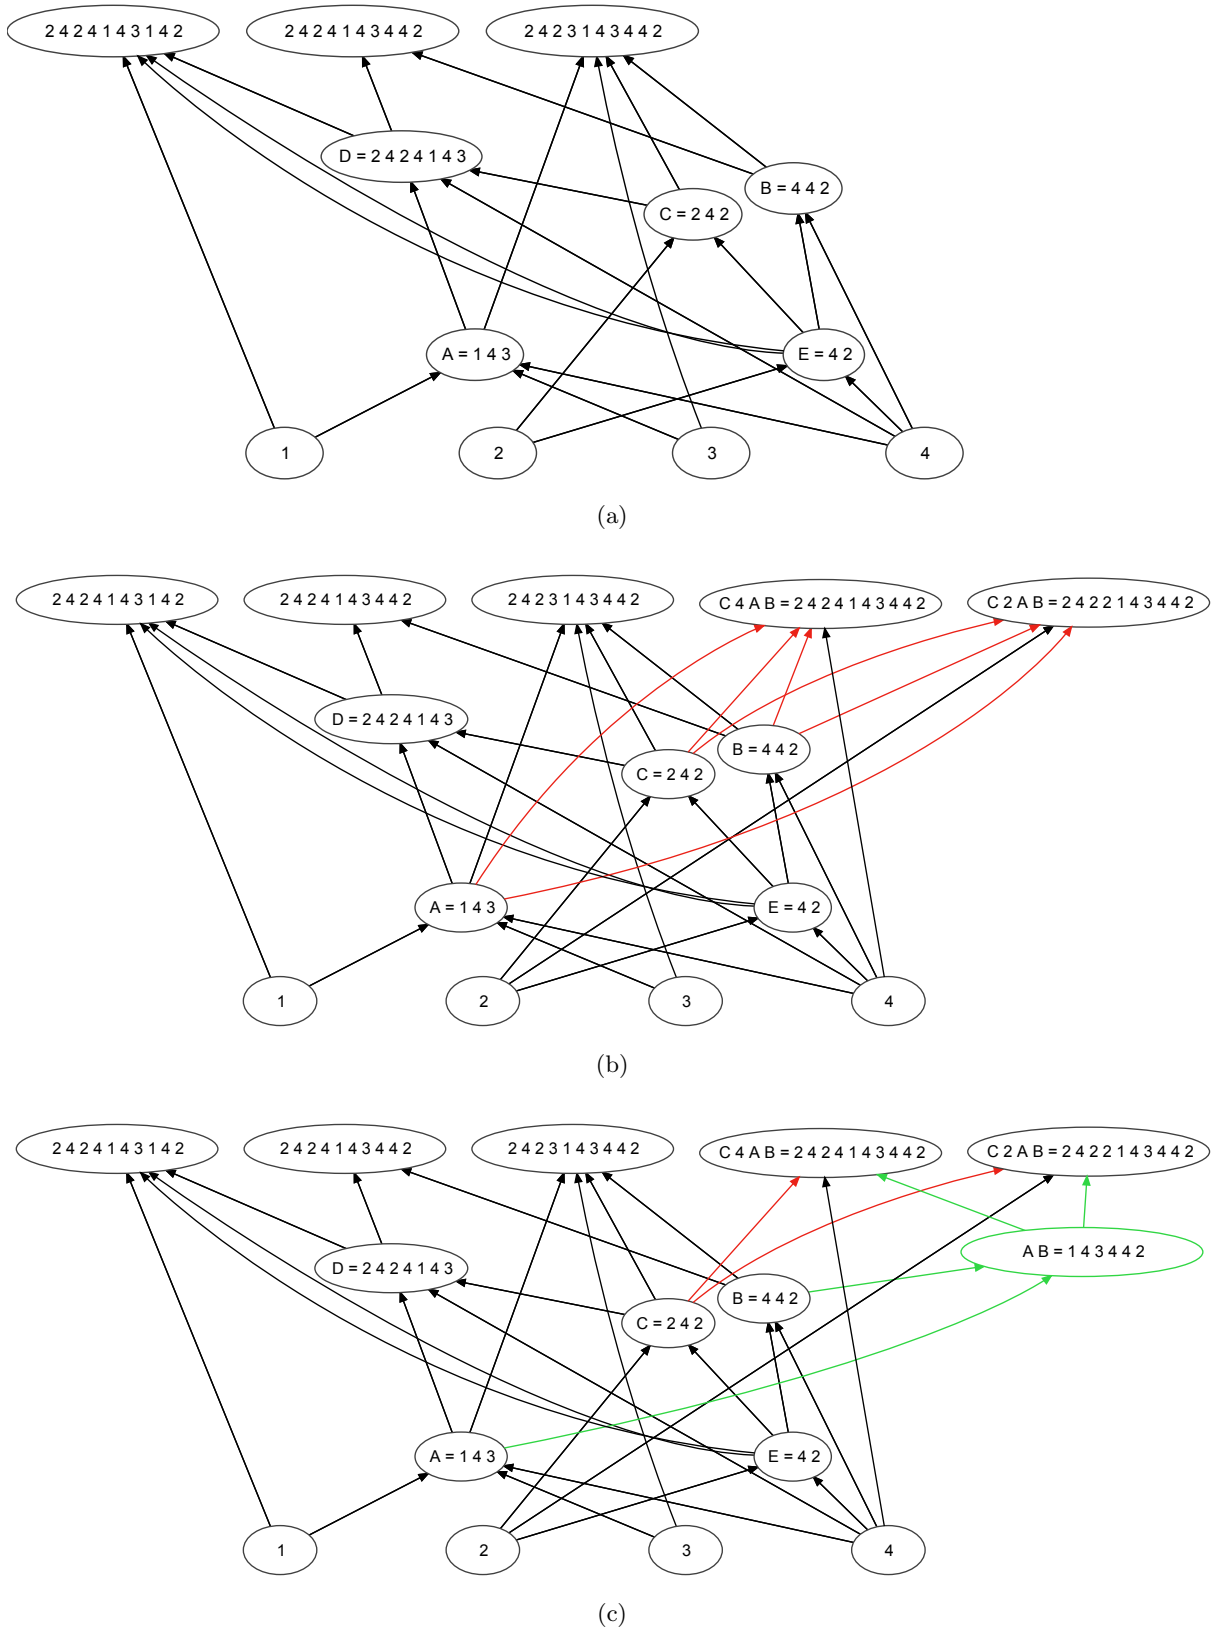 2 4 2 4 1 4 3 1 4 2
2 4 2 4 1 4 3 4 4 2
2 4 2 3 1 4 3 4 4 2
D = 2 4 2 4 1 4 3
B = 4 4 2
C = 2 4 2
A = 1 4 3
E = 4 2
1
2
3
4
(a)
2 4 2 4 1 4 3 1 4 2
2 4 2 4 1 4 3 4 4 2
2 4 2 3 1 4 3 4 4 2
C 4 A B = 2 4 2 4 1 4 3 4 4 2
C 2 A B = 2 4 2 2 1 4 3 4 4 2
D = 2 4 2 4 1 4 3
B = 4 4 2
C = 2 4 2
A = 1 4 3
E = 4 2
1
2
3
4
(b)
2 4 2 4 1 4 3 1 4 2
2 4 2 4 1 4 3 4 4 2
2 4 2 3 1 4 3 4 4 2
C 4 A B = 2 4 2 4 1 4 3 4 4 2
C 2 A B = 2 4 2 2 1 4 3 4 4 2
A B = 1 4 3 4 4 2
D = 2 4 2 4 1 4 3
B = 4 4 2
C = 2 4 2
A = 1 4 3
E = 4 2
1
2
3
4
(c)